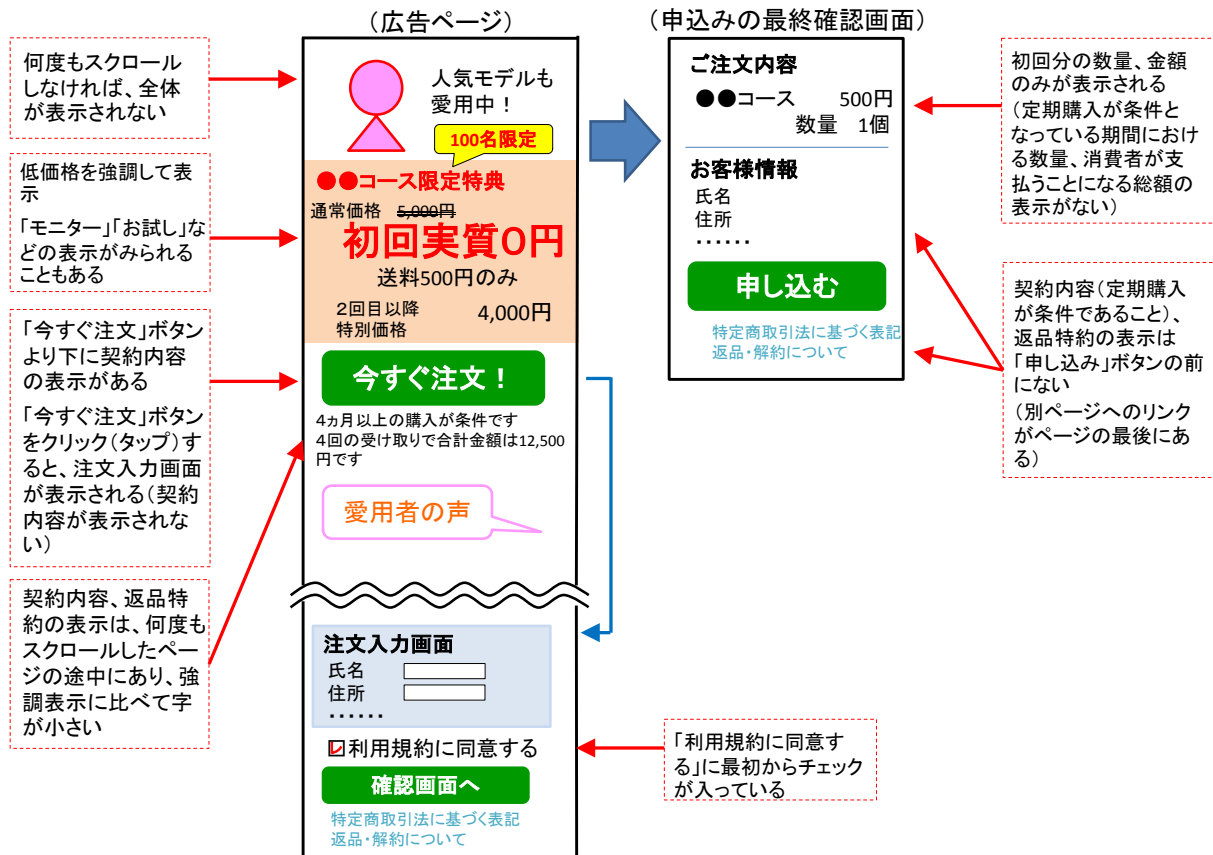 (広告ページ)
(申込みの最終確認画面)
何度もスクロール
しなければ、全体
が表示されない
低価格を強調して表
示
「モニター」「お試し」な
どの表示がみられる
こともある
「今すぐ注文」ボタン
より下に契約内容
の表示がある
「今すぐ注文」ボタン
をクリック(タップ)す
ると、注文入力画面
が表示される(契約
内容が表示されな
い)
契約内容、返品特
約の表示は、何度も
スクロールしたペー
ジの途中にあり、強
調表示に比べて字
が小さい
人気モデルも
愛用中!
100名限定
●●コース限定特典
通常価格 5,000円
初回実質0円
送料500円のみ
2回目以降
特別価格 4,000円
今すぐ注文!
4ヵ月以上の購入が条件です
4回の受け取りで合計金額は12,500
円です
愛用者の声
注文入力画面
氏名
住所
・・・・・・
レ利用規約に同意する
確認画面へ
特定商取引法に基づく表記
返品・解約について
ご注文内容
●●コース 500円
数量 1個
お客様情報
氏名
住所
・・・・・・
申し込む
特定商取引法に基づく表記
返品・解約について
初回分の数量、金額
のみが表示される
(定期購入が条件と
なっている期間におけ
る数量、消費者が支
払うことになる総額の
表示がない)
契約内容(定期購入
が条件であること)、
返品特約の表示は
「申し込み」ボタンの前
にない
(別ページへのリンク
がページの最後にあ
る)
「利用規約に同意す
る」に最初からチェック
が入っている